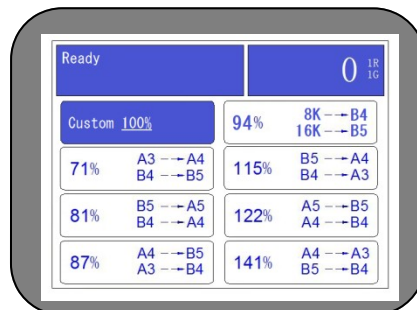 Ready
0 1R
1G
Custom 100%
94% 8K --→ B4
16K --→ B5
71% A3 --→ A4
B4 --→ B5
115% B5 --→ A4
B4 --→ A3
81% B5 --→ A5
B4 --→ A4
122% A5 --→ B5
A4 --→ B4
87% A4 --→ B5
A3 --→ B4
141% A4 --→ A3
B5 --→ B4